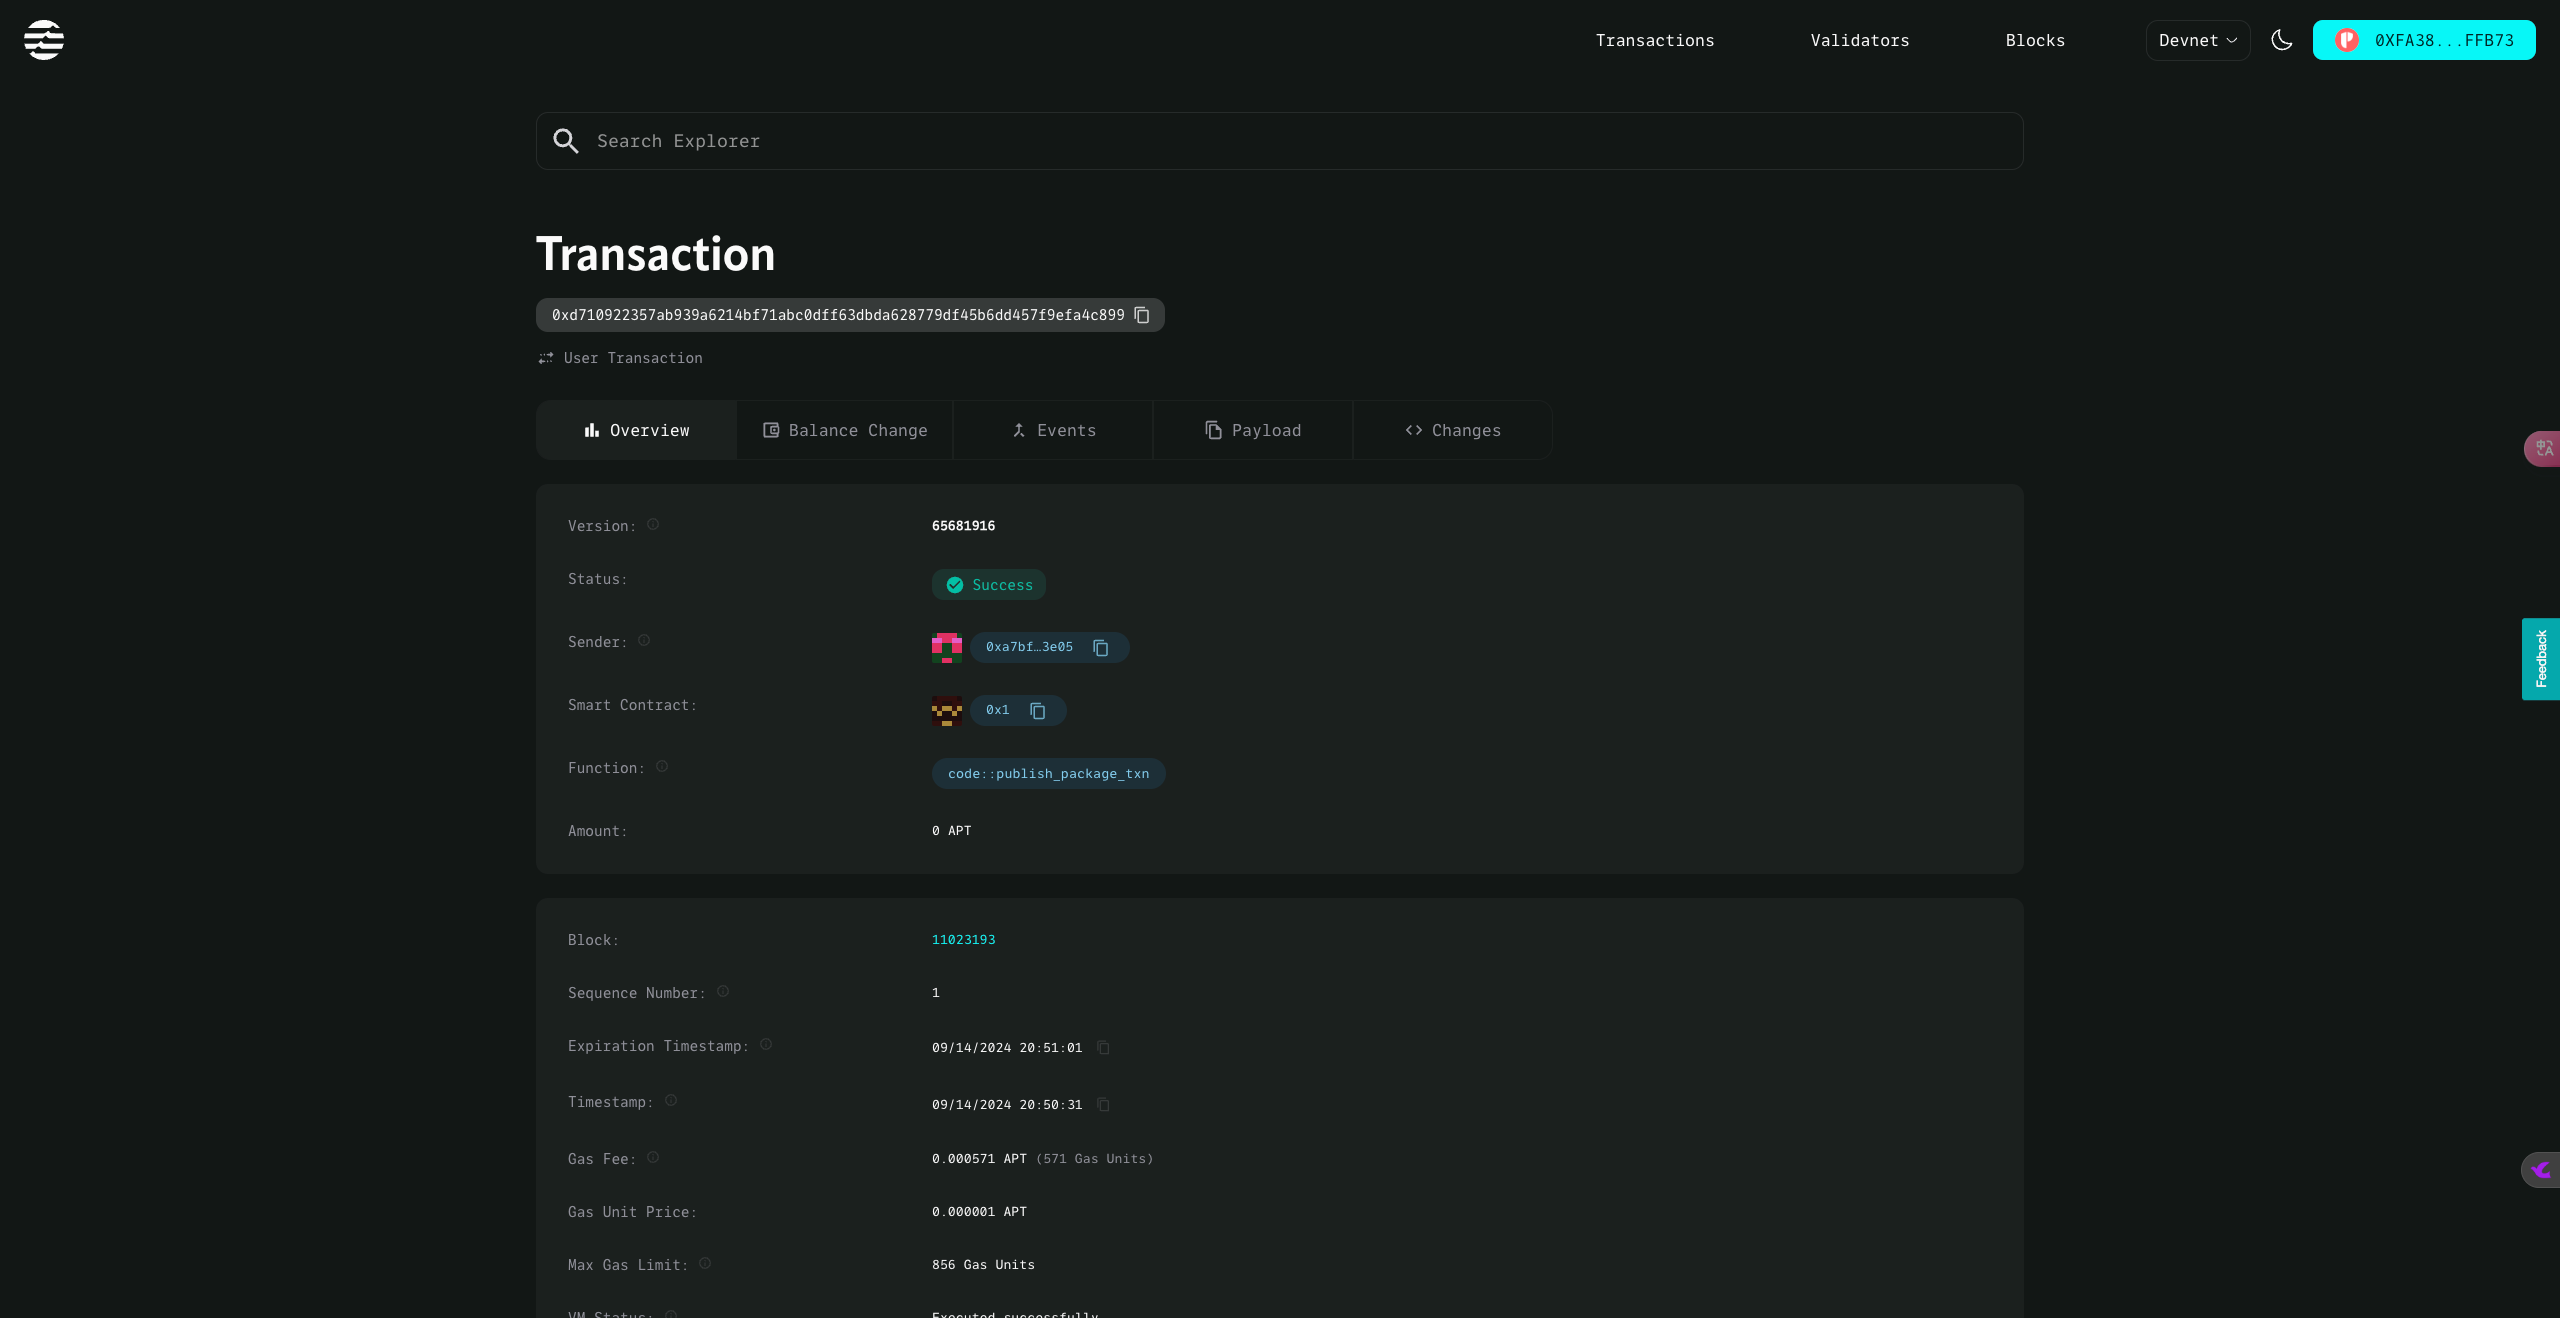 Transactions Validators Blocks Devnet 0XFA38...FFB73
Search Explorer
Transaction
0xd710922357ab939a6214bf71abc0dff63dbda628779df45b6dd457f9efa4c899
User Transaction
Overview Balance Change Events Payload Changes
Version: 65681916
Status: Success
Sender: 0xa7bf…3e05
Smart Contract: 0x1
Function: code::publish_package_txn
Amount: 0 APT
Feedback
Block: 11023193
Sequence Number: 1
Expiration Timestamp: 09/14/2024 20:51:01
Timestamp: 09/14/2024 20:50:31
Gas Fee: 0.000571 APT (571 Gas Units)
Gas Unit Price: 0.000001 APT
Max Gas Limit: 856 Gas Units
VM Status: Executed successfully